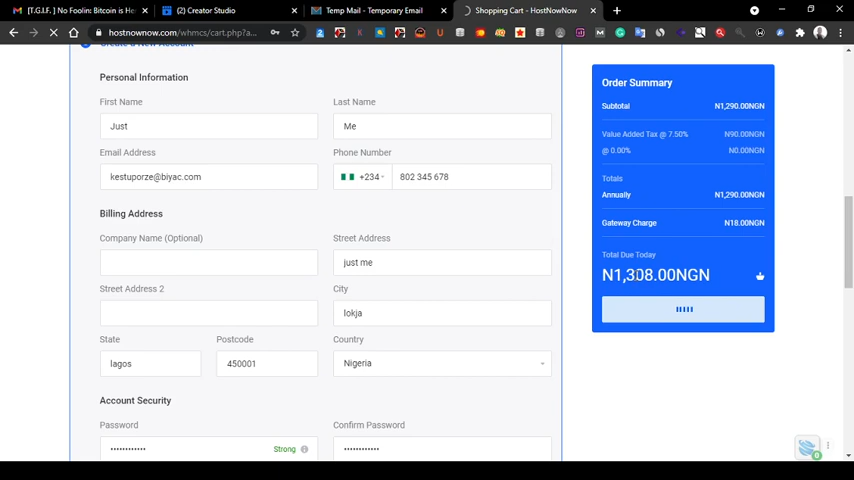 [T.G.I.F. ] No Foolin: Bitcoin is He
(2) Creator Studio
Temp Mail - Temporary Email
Shopping Cart - HostNowNow
hostnownow.com/whmcs/cart.php?a...
Create a New Account
Personal Information
First Name
Last Name
Just
Me
Email Address
Phone Number
kestuporze@biyac.com
+234
802 345 678
Billing Address
Company Name (Optional)
Street Address
just me
Street Address 2
City
lokja
State
Postcode
Country
lagos
450001
Nigeria
Account Security
Password
Confirm Password
Strong
Order Summary
Subtotal
N1,290.00NGN
Value Added Tax @ 7.50%
N90.00NGN
@ 0.00%
N0.00NGN
Totals
Annually
N1,290.00NGN
Gateway Charge
N18.00NGN
Total Due Today
N1,308.00NGN
0